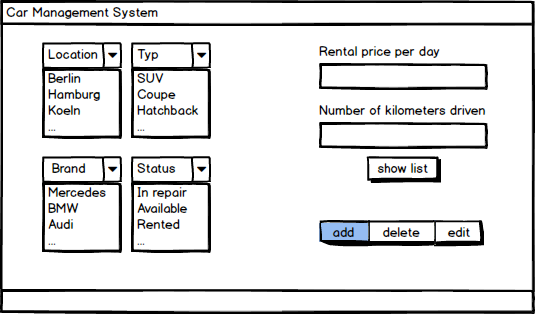 Car Management System
Location
Berlin
Hamburg
Koeln
...
Typ
SUV
Coupe
Hatchback
...
Brand
Mercedes
BMW
Audi
...
Status
In repair
Available
Rented
...
Rental price per day
Number of kilometers driven
show list
add delete edit